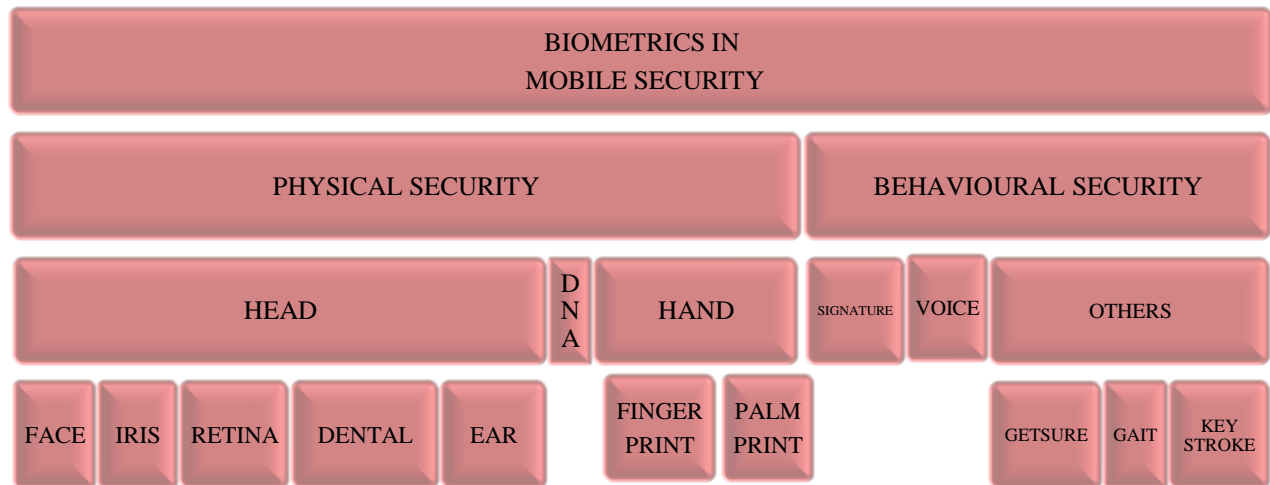 BIOMETRICS IN
MOBILE SECURITY
PHYSICAL SECURITY
BEHAVIOURAL SECURITY
HEAD
D
N
A
HAND
SIGNATURE
VOICE
OTHERS
FACE
IRIS
RETINA
DENTAL
EAR
FINGER
PRINT
PALM
PRINT
GETSURE
GAIT
KEY
STROKE